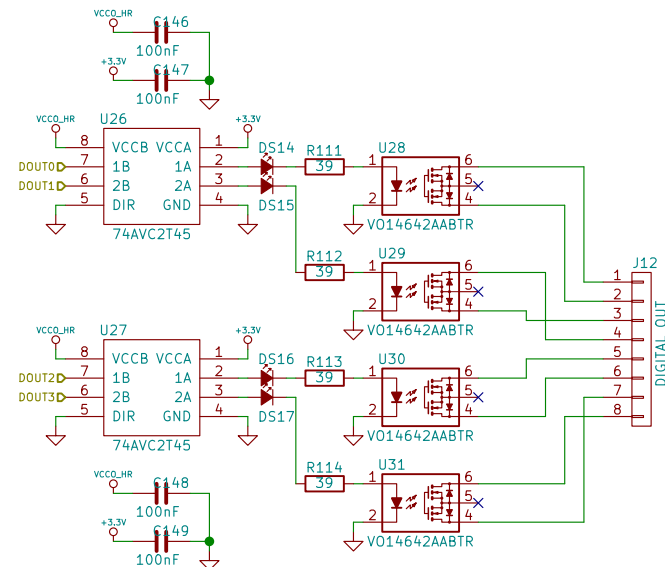 VCCO_HR
C146
100nF
+3.3V
C147
100nF
U26
VCCO_HR
+3.3V
8 VCCB VCCA 1
DOUT0 7 1B 1A 2
DOUT1 6 2B 2A 3
5 DIR GND 4
74AVC2T45
DS14
DS15
R111
39
U28
1 6
5
2 4
VO14642AABTR
R112
39
U29
1 6
5
2 4
VO14642AABTR
J12
1
2
3
4
5
6
7
8
DIGITAL OUT
U27
VCCO_HR
+3.3V
8 VCCB VCCA 1
DOUT2 7 1B 1A 2
DOUT3 6 2B 2A 3
5 DIR GND 4
74AVC2T45
DS16
DS17
R113
39
U30
1 6
5
2 4
VO14642AABTR
R114
39
U31
1 6
5
2 4
VO14642AABTR
VCCO_HR
C148
100nF
+3.3V
C149
100nF